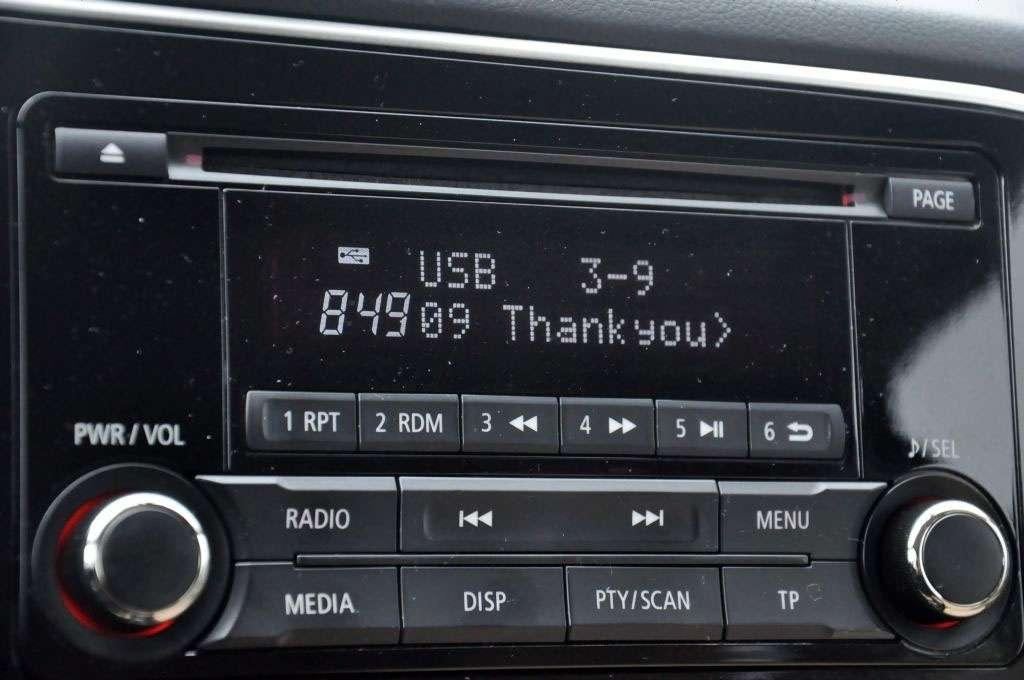 PAGE
USB 3-9
849 09 Thankyou>
1 RPT 2 RDM 3 4 5 6
PWR / VOL
♪/SEL
RADIO MENU
MEDIA DISP PTY/SCAN TP